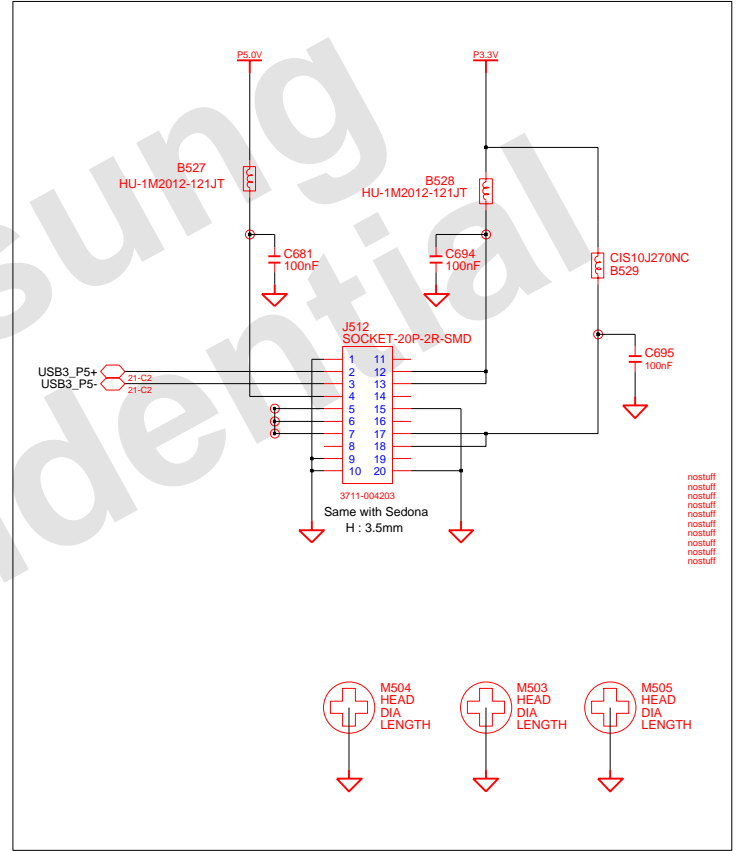 P5.0V
P3.3V
B527
HU-1M2012-121JT
B528
HU-1M2012-121JT
C681
100nF
C694
100nF
CIS10J270NC
B529
C695
100nF
J512
SOCKET-20P-2R-SMD
USB3_P5+
21-C2
USB3_P5-
21-C2
1 11
2 12
3 13
4 14
5 15
6 16
7 17
8 18
9 19
10 20
3711-004203
Same with Sedona
H : 3.5mm
nostuff
nostuff
nostuff
nostuff
nostuff
nostuff
nostuff
nostuff
nostuff
nostuff
M504
HEAD
DIA
LENGTH
M503
HEAD
DIA
LENGTH
M505
HEAD
DIA
LENGTH
sung
dential